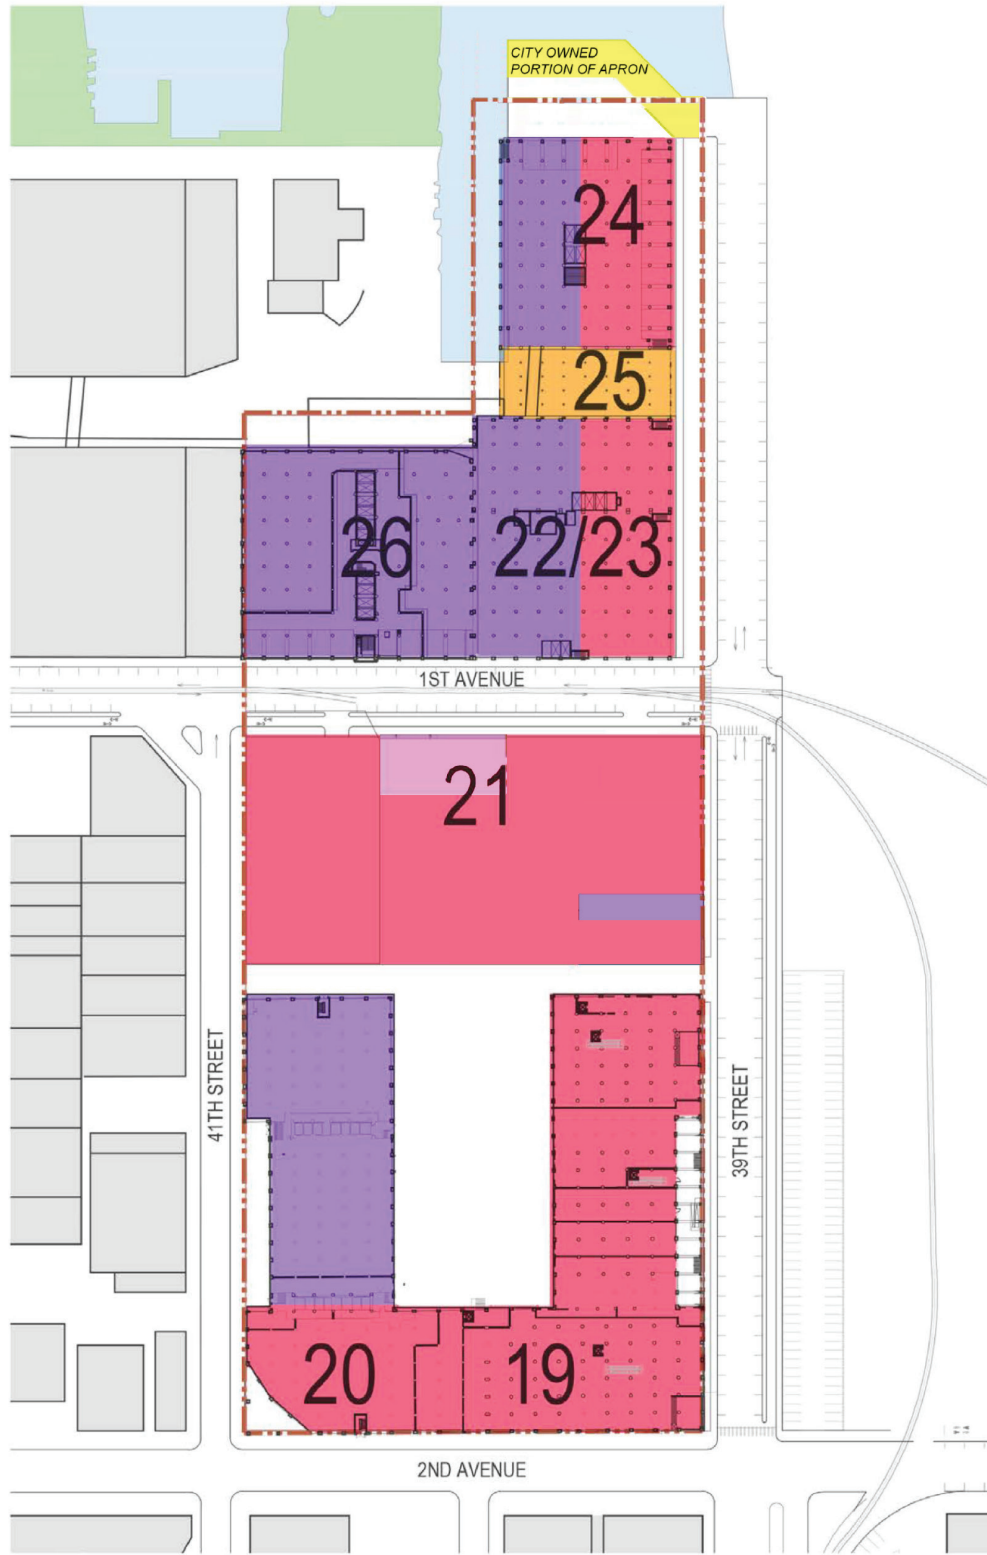 CITY OWNED
PORTION OF APRON
24
25
26
22/23
1ST AVENUE
21
41TH STREET
39TH STREET
20
19
2ND AVENUE